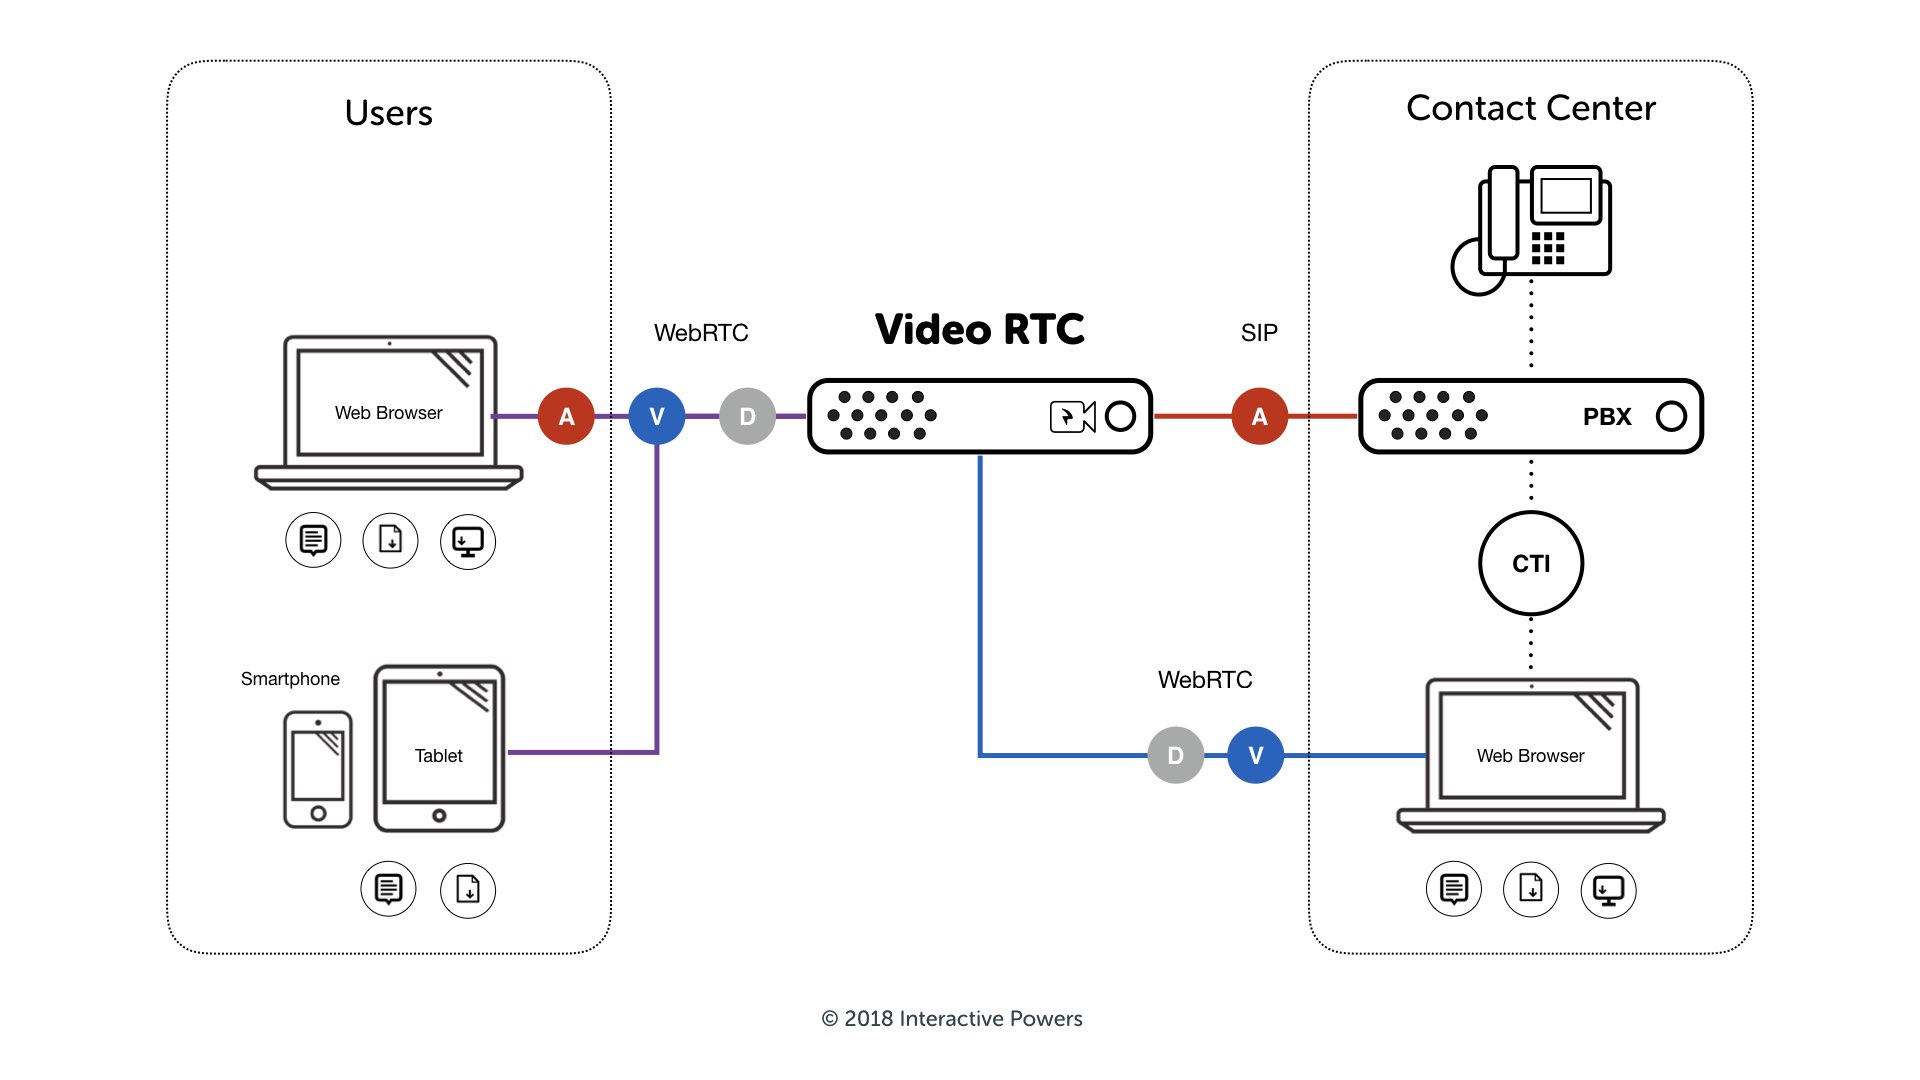 Users
Contact Center
WebRTC
Video RTC
SIP
Web Browser
A
V
D
A
PBX
CTI
Smartphone
WebRTC
Tablet
D
V
Web Browser
© 2018 Interactive Powers